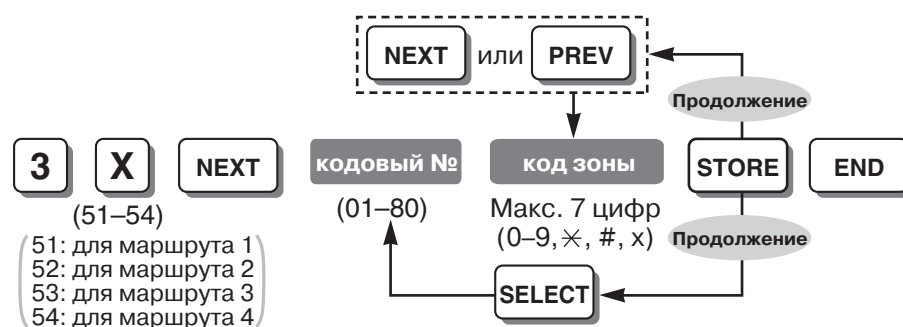 NEXT или PREV
Продолжение
3 X NEXT кодовый № код зоны STORE END
(51–54) (01–80) Макс. 7 цифр
(0–9, ✳, #, x) Продолжение
51: для маршрута 1
52: для маршрута 2
53: для маршрута 3
54: для маршрута 4
SELECT